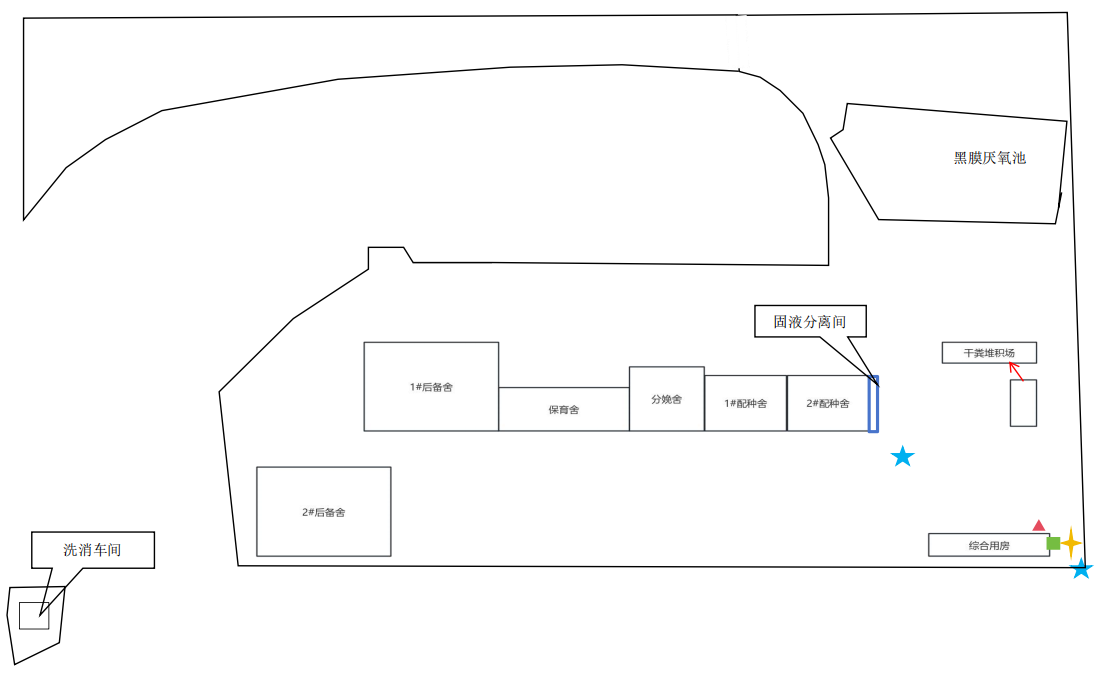 黑膜厌氧池
固液分离间
干粪堆积场
1#后备舍
保育舍
分娩舍
1#配种舍
2#配种舍
2#后备舍
洗消车间
综合用房